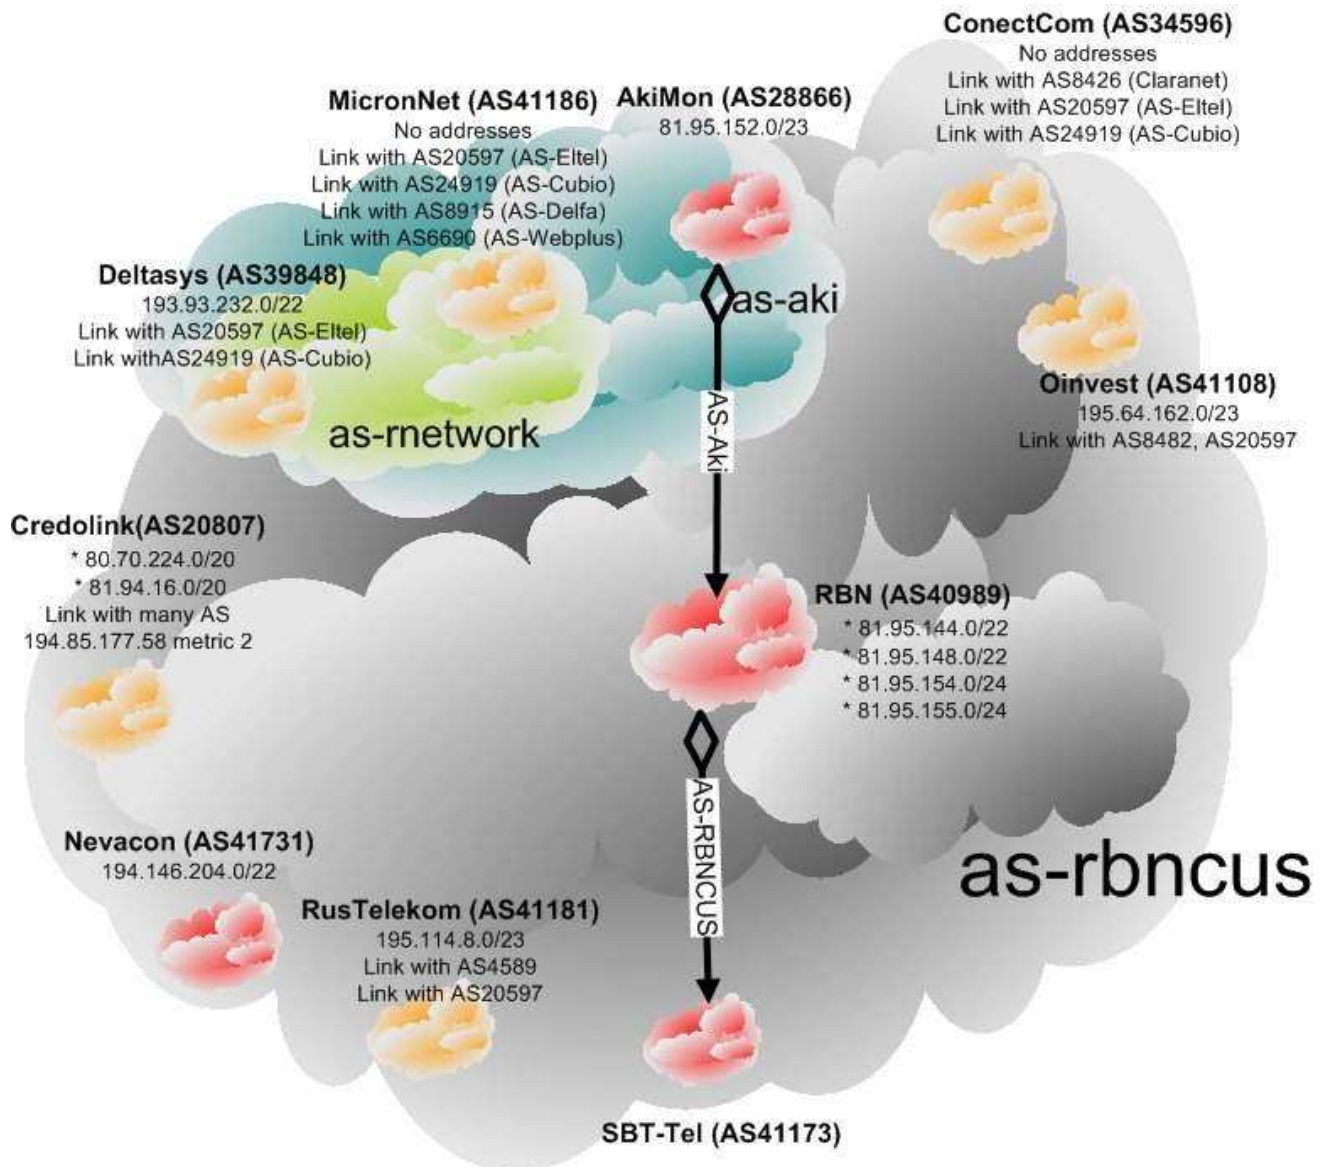 ConectCom (AS34596)
No addresses
Link with AS8426 (Claranet)
Link with AS20597 (AS-Eltel)
Link with AS24919 (AS-Cubio)
MicronNet (AS41186)
No addresses
Link with AS20597 (AS-Eltel)
Link with AS24919 (AS-Cubio)
Link with AS8915 (AS-Delfa)
Link with AS6690 (AS-Webplus)
AkiMon (AS28866)
81.95.152.0/23
Deltasys (AS39848)
193.93.232.0/22
Link with AS20597 (AS-Eltel)
Link withAS24919 (AS-Cubio)
as-aki
as-rnetwork
AS-Aki
Oinvest (AS41108)
195.64.162.0/23
Link with AS8482, AS20597
Credolink(AS20807)
* 80.70.224.0/20
* 81.94.16.0/20
Link with many AS
194.85.177.58 metric 2
RBN (AS40989)
* 81.95.144.0/22
* 81.95.148.0/22
* 81.95.154.0/24
* 81.95.155.0/24
AS-RBNCUS
as-rbncus
Nevacon (AS41731)
194.146.204.0/22
RusTelekom (AS41181)
195.114.8.0/23
Link with AS4589
Link with AS20597
SBT-Tel (AS41173)